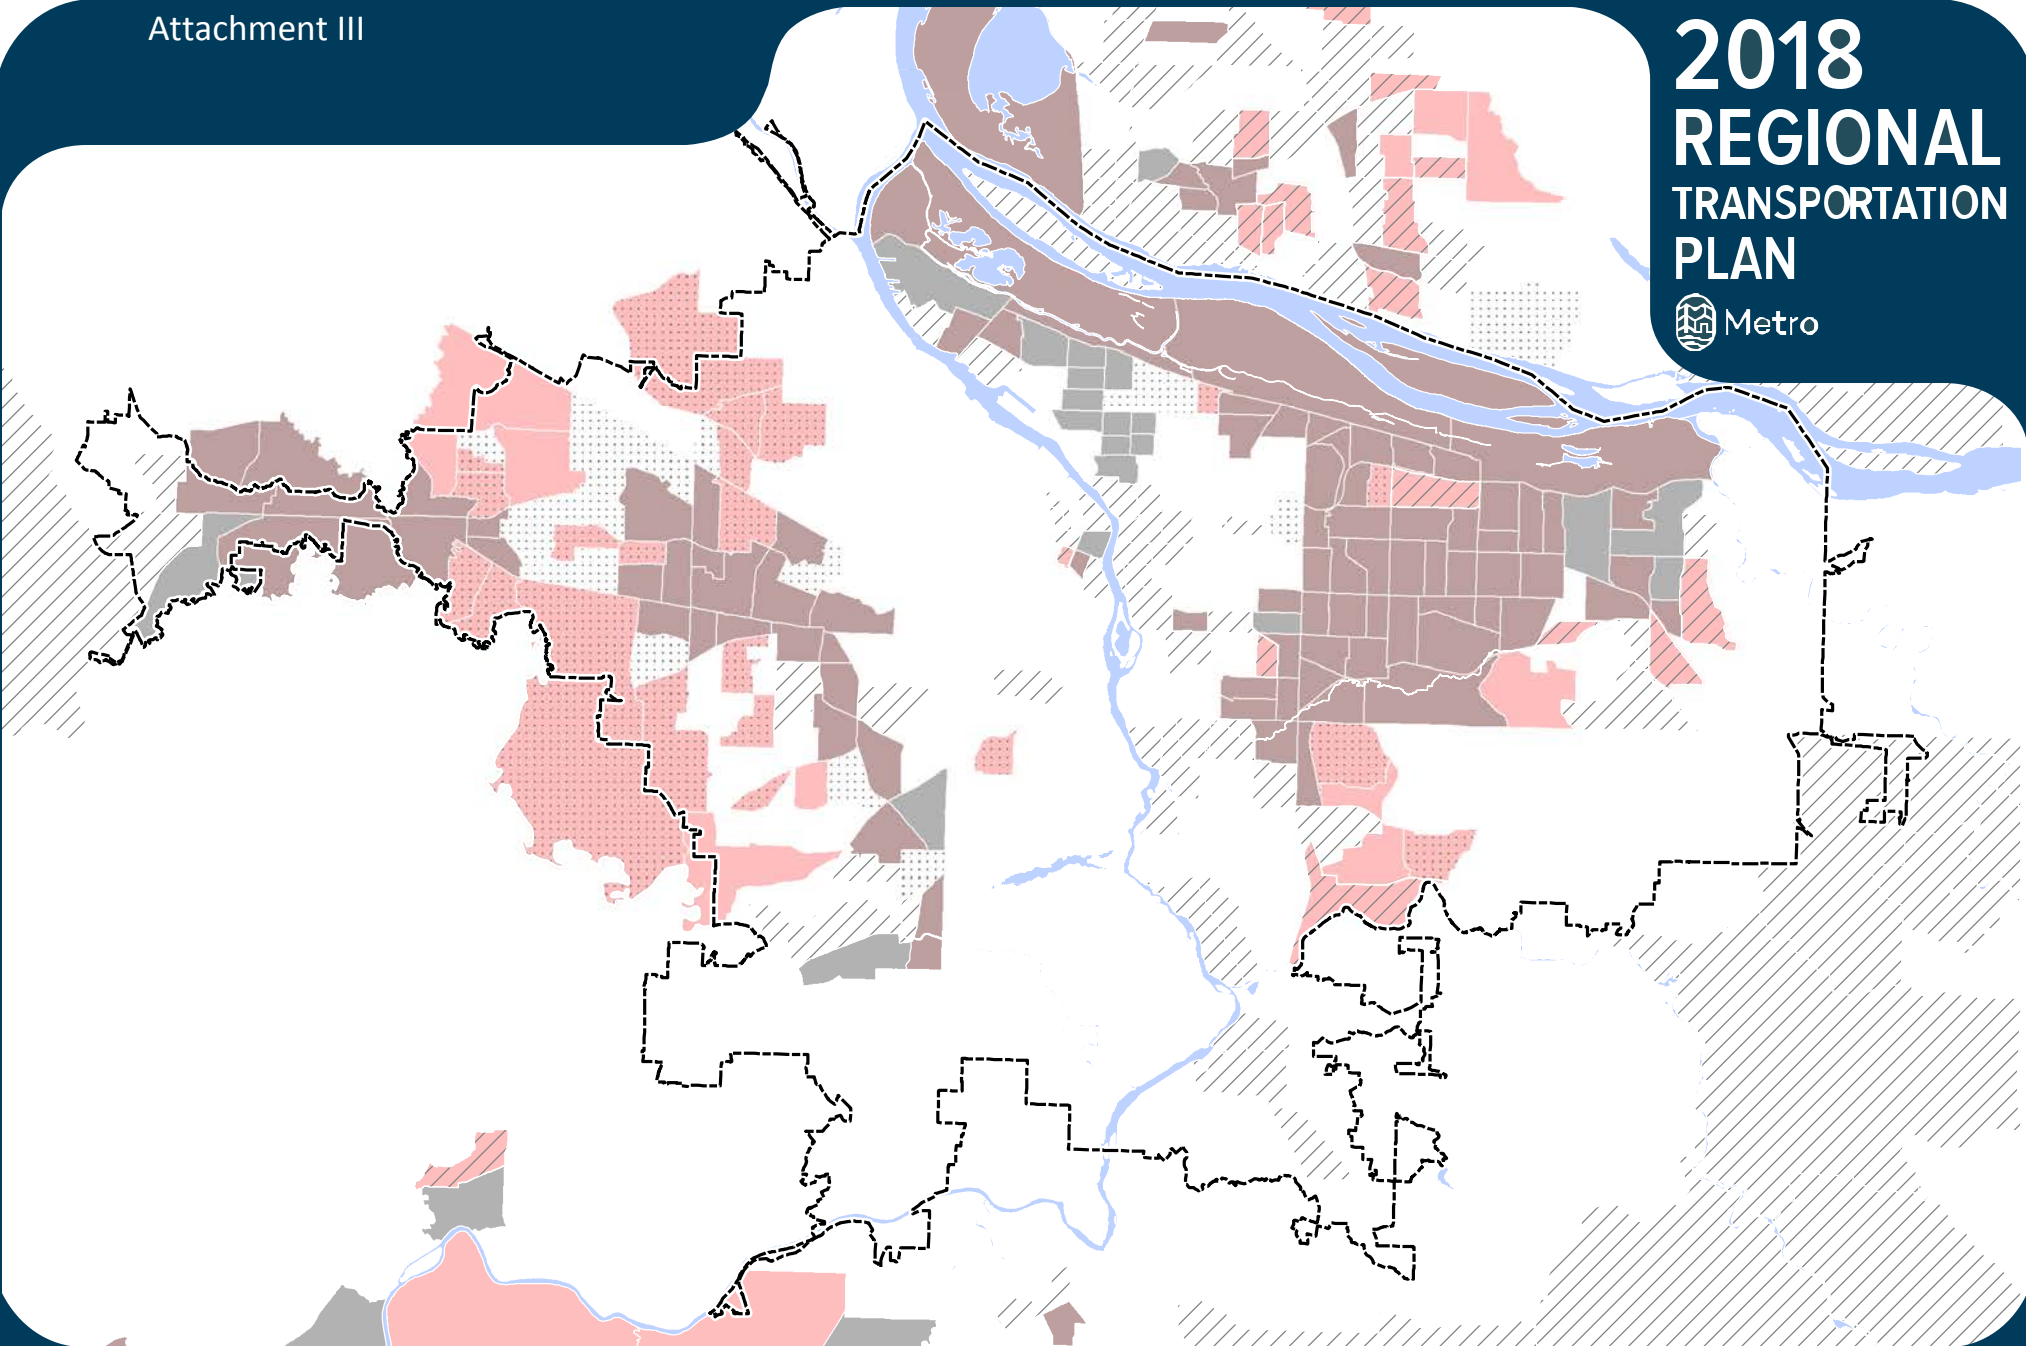 Attachment III
2018
REGIONAL
TRANSPORTATION
PLAN
Metro